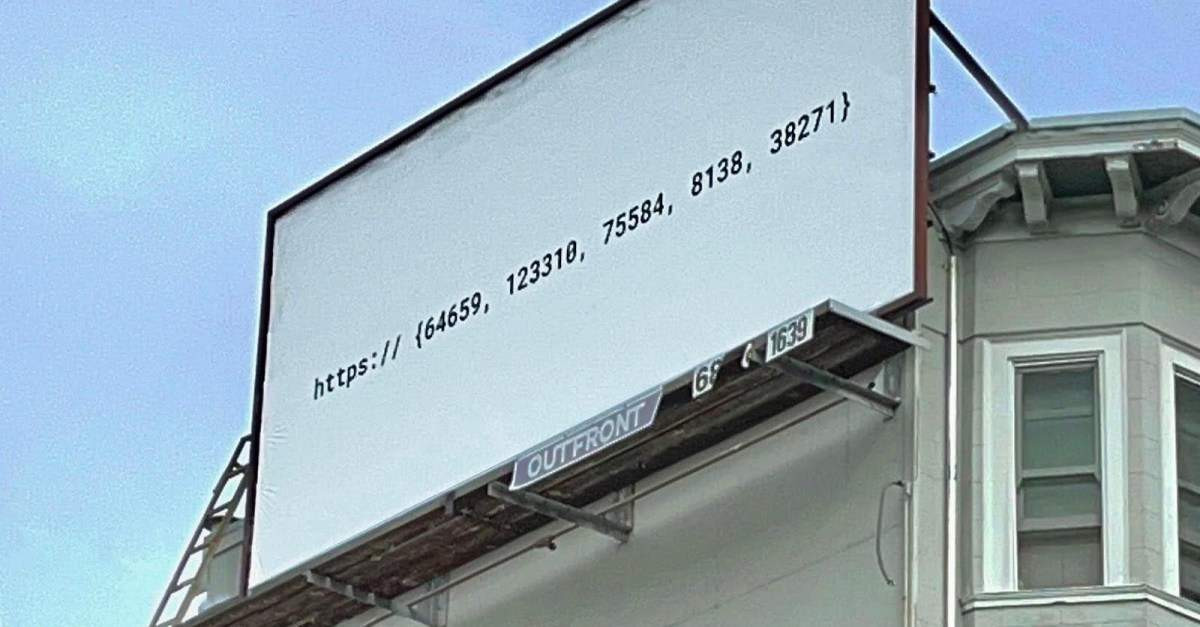 https:// {64659, 123310, 75584, 8138, 38271}
OUTFRONT
1639